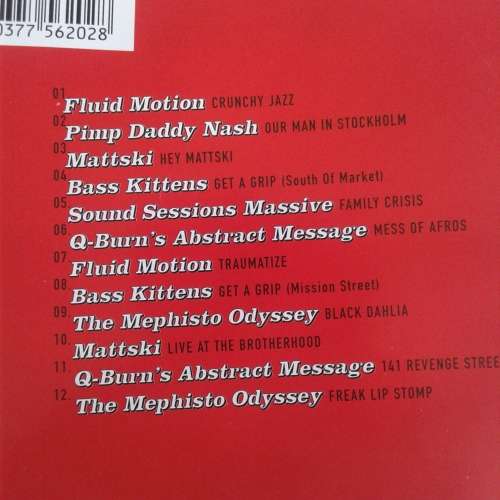 0377 562028
01 Fluid Motion CRUNCHY JAZZ
02 Pimp Daddy Nash OUR MAN IN STOCKHOLM
03 Mattski HEY MATTSKI
04 Bass Kittens GET A GRIP (South Of Market)
05 Sound Sessions Massive FAMILY CRISIS
06 Q-Burn's Abstract Message MESS OF AFROS
07 Fluid Motion TRAUMATIZE
08 Bass Kittens GET A GRIP (Mission Street)
09. The Mephisto Odyssey BLACK DAHLIA
10. Mattski LIVE AT THE BROTHERHOOD
11. Q-Burn's Abstract Message 141 REVENGE STREE
12. The Mephisto Odyssey FREAK LIP STOMP